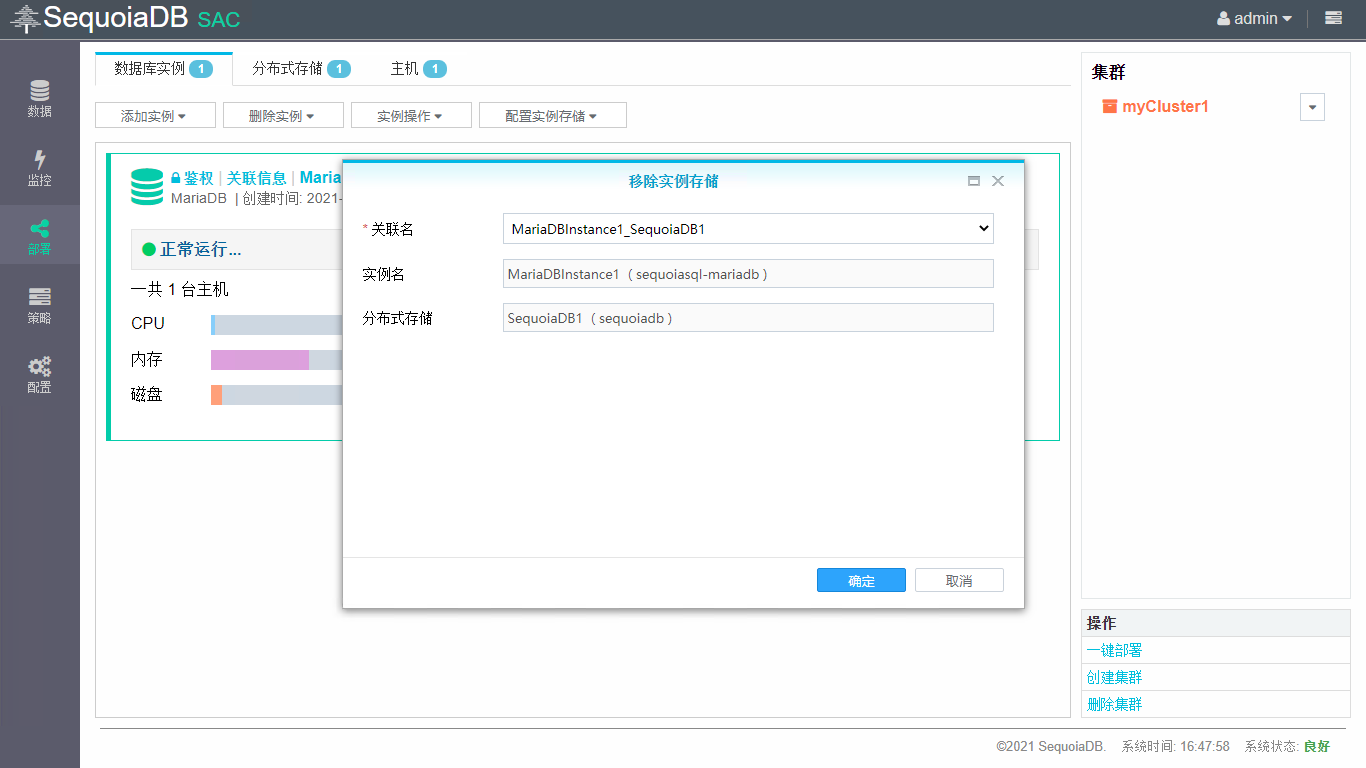 SequoiaDB SAC
admin
数据
监控
部署
策略
配置
数据库实例 1
分布式存储 1
主机 1
添加实例
删除实例
实例操作
配置实例存储
鉴权 | 关联信息 | Maria
MariaDB | 创建时间: 2021-
正常运行...
一共 1 台主机
CPU
内存
磁盘
移除实例存储
* 关联名
MariaDBInstance1_SequoiaDB1
实例名
MariaDBInstance1 ( sequoiasql-mariadb )
分布式存储
SequoiaDB1 ( sequoiadb )
确定
取消
集群
myCluster1
操作
一键部署
创建集群
删除集群
©2021 SequoiaDB. 系统时间: 16:47:58 系统状态: 良好